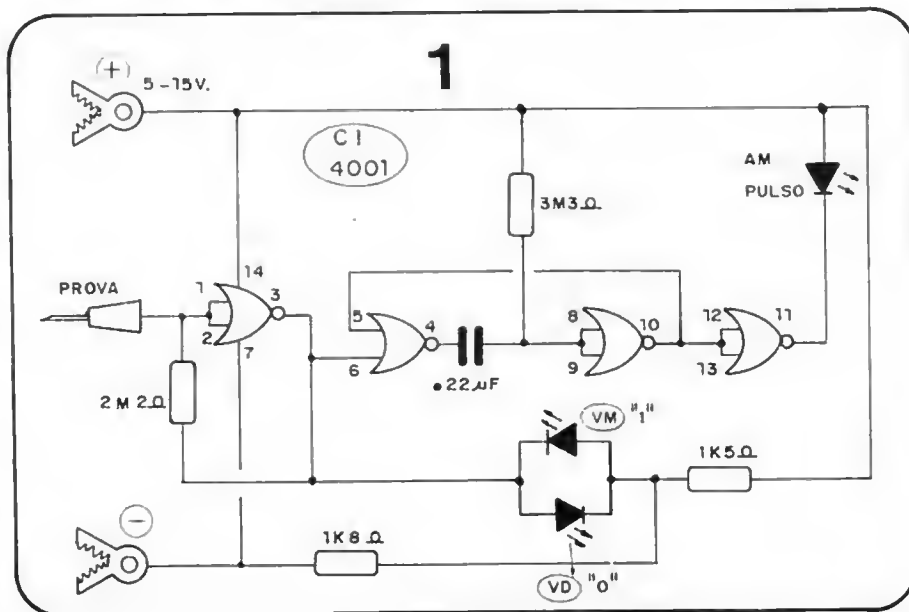 1
(+) 5-15V.
CI
4001
AM
PULSO
3M3Ω
PROVA
1
14
3
2
7
5
4
6
8
10
9
12
11
13
.22µF
2M2Ω
VM "1"
1K5Ω
-
1K8Ω
VD "0"